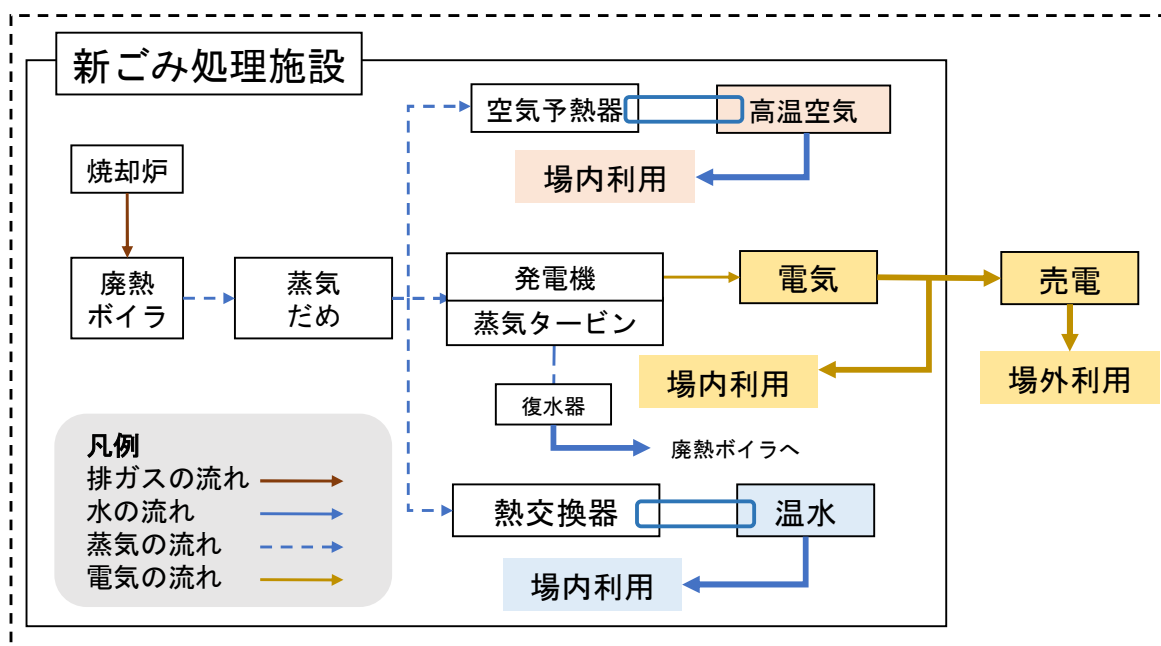 新ごみ処理施設
空気予熱器
高温空気
場内利用
焼却炉
廃熱
ボイラ
蒸気
だめ
発電機
蒸気タービン
電気
売電
場内利用
場外利用
復水器
廃熱ボイラへ
熱交換器
温水
場内利用
凡例
排ガスの流れ
水の流れ
蒸気の流れ
電気の流れ